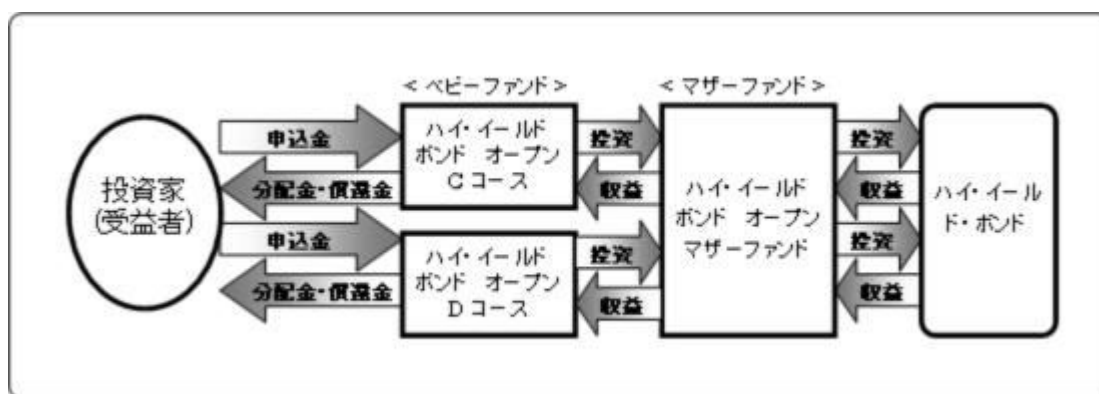 <ベビーファンド>
<マザーファンド>
投資家
(受益者)
申込金
分配金・償還金
申込金
分配金・償還金
ハイ・イールド
ボンド オープン
Cコース
ハイ・イールド
ボンド オープン
Dコース
投資
収益
投資
収益
ハイ・イールド
ボンド オープン
マザーファンド
投資
収益
投資
収益
ハイ・イール
ド・ボンド